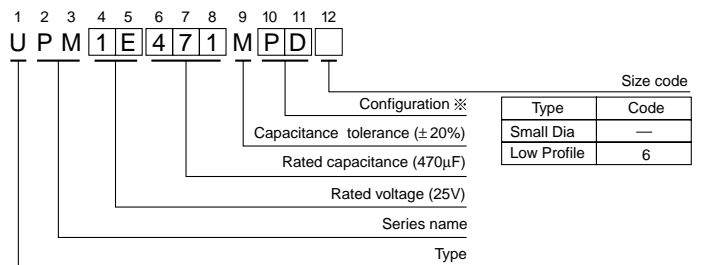 1 2 3 4 5 6 7 8 9 10 11 12
U P M 1 E 4 7 1 M P D
Size code
Configuration ※
Type Code
Capacitance tolerance (±20%)
Small Dia —
Rated capacitance (470µF)
Low Profile 6
Rated voltage (25V)
Series name
Type